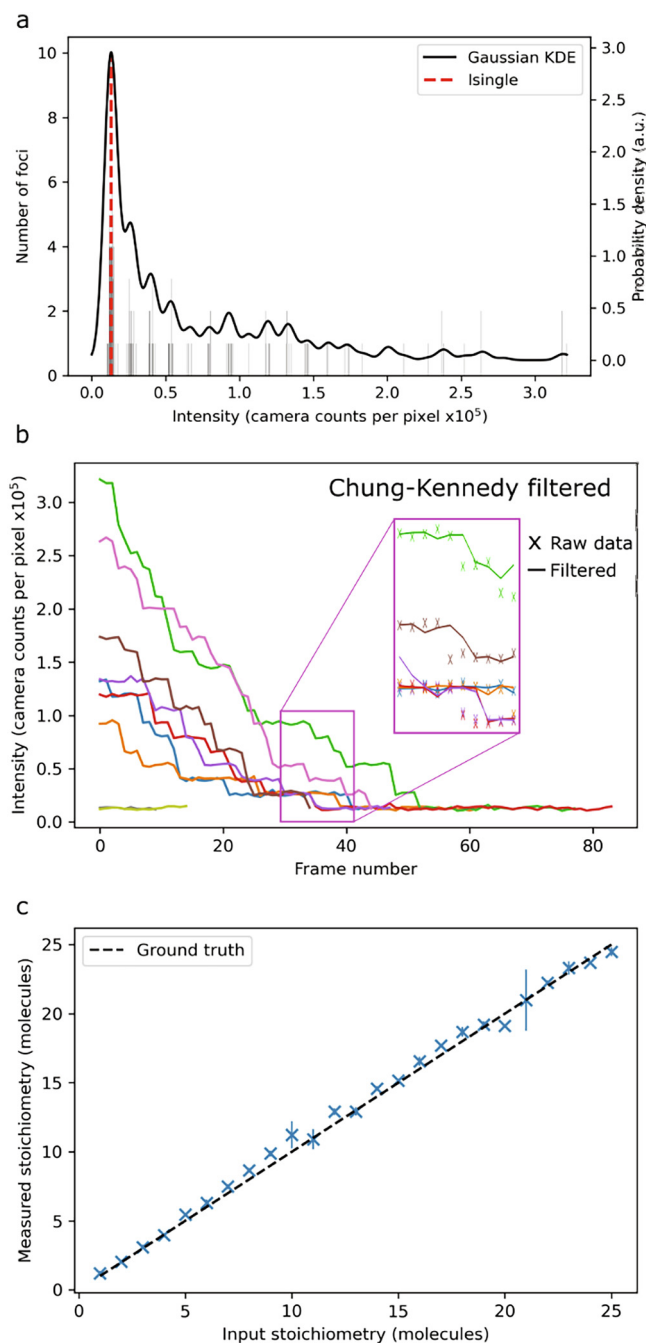 a
Gaussian KDE
Isingle
Number of foci
Probability density (a.u.)
10
8
6
4
2
0
3.0
2.5
2.0
1.5
1.0
0.5
0.0
0.0 0.5 1.0 1.5 2.0 2.5 3.0
Intensity (camera counts per pixel x10⁵)
b
Chung-Kennedy filtered
X Raw data
Filtered
Intensity (camera counts per pixel x10⁵)
3.0
2.5
2.0
1.5
1.0
0.5
0.0
0 20 40 60 80
Frame number
c
Ground truth
Measured stoichiometry (molecules)
25
20
15
10
5
0
0 5 10 15 20 25
Input stoichiometry (molecules)